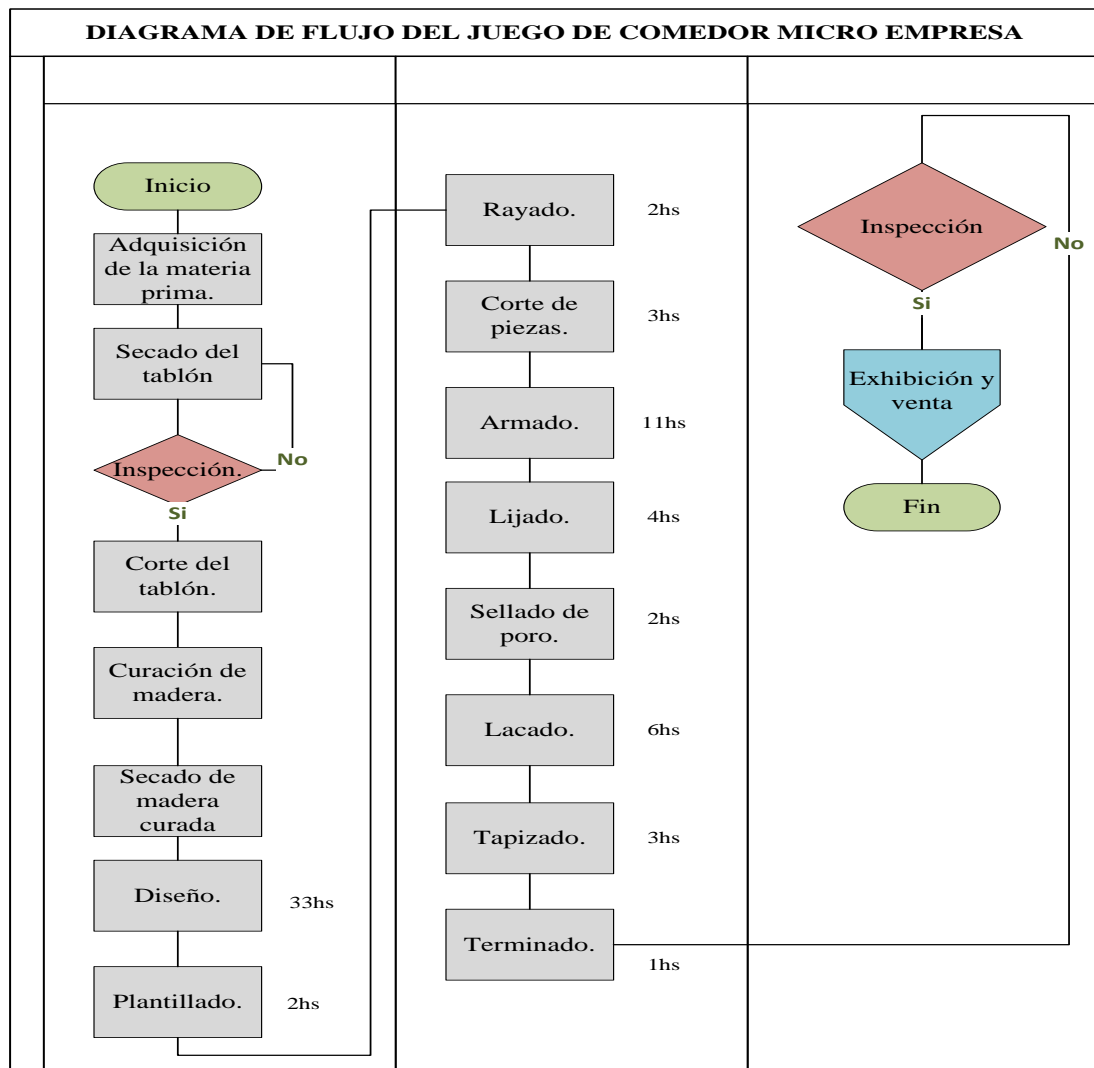 DIAGRAMA DE FLUJO DEL JUEGO DE COMEDOR MICRO EMPRESA
Inicio
Adquisición
de la materia
prima.
Secado del
tablón
No
Inspección.
Si
Corte del
tablón.
Curación de
madera.
Secado de
madera
curada
Diseño.
33hs
Plantillado.
2hs
Rayado.
2hs
Corte de
piezas.
3hs
Armado.
11hs
Lijado.
4hs
Sellado de
poro.
2hs
Lacado.
6hs
Tapizado.
3hs
Terminado.
1hs
Inspección
No
Si
Exhibición y
venta
Fin